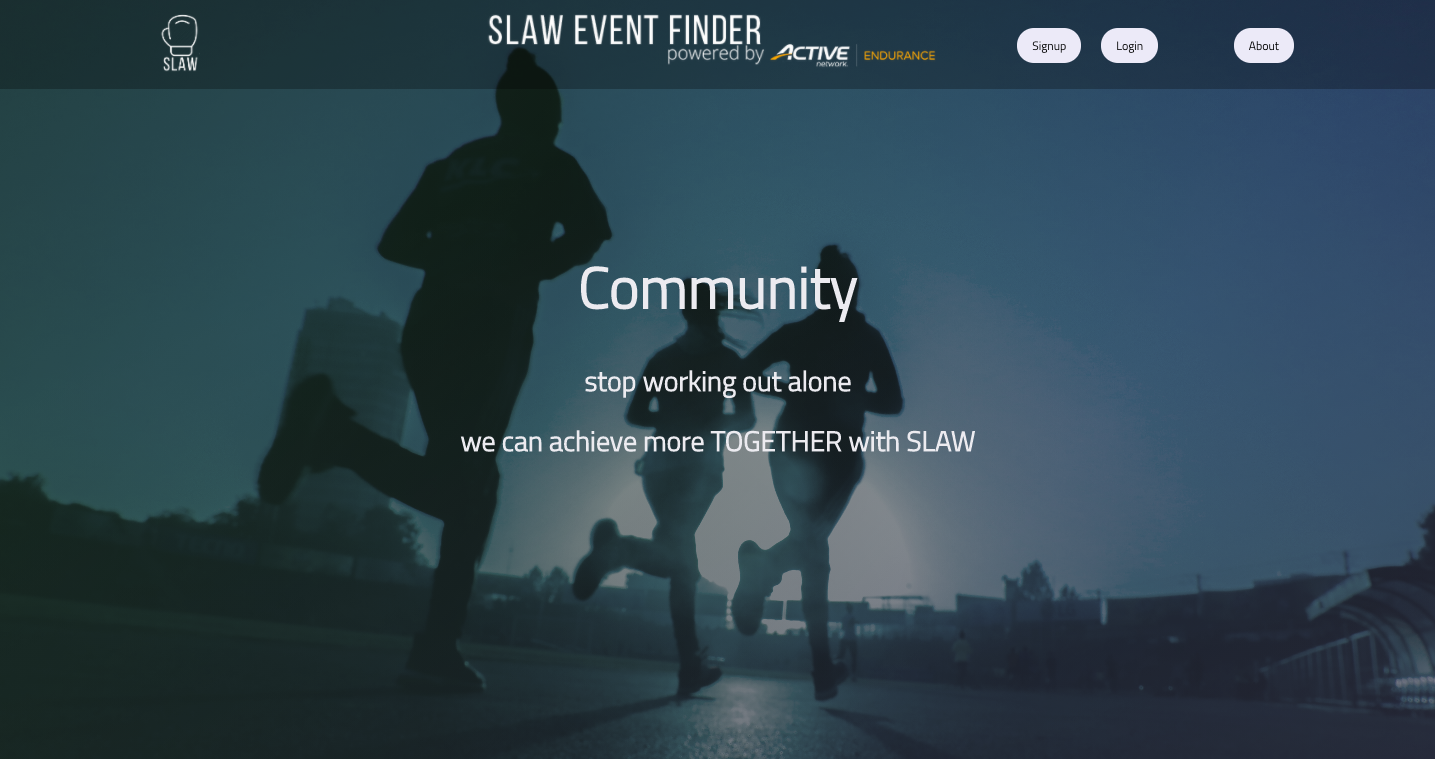 SLAW
SLAW EVENT FINDER
powered by ACTIVE network. | ENDURANCE
Signup
Login
About
Community
stop working out alone
we can achieve more TOGETHER with SLAW